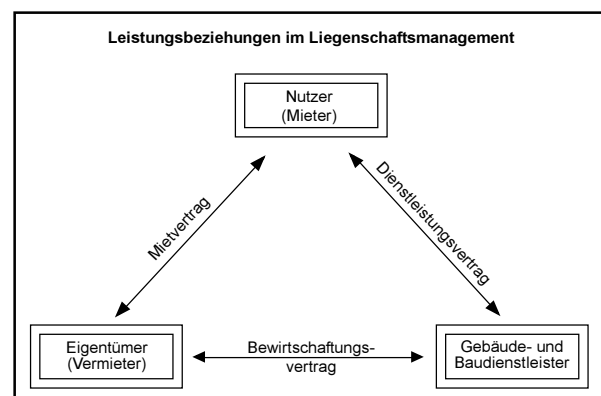 Leistungsbeziehungen im Liegenschaftsmanagement
Nutzer
(Mieter)
Mietvertrag
Dienstleistungsvertrag
Eigentümer
(Vermieter)
Bewirtschaftungs-
vertrag
Gebäude- und
Baudienstleister